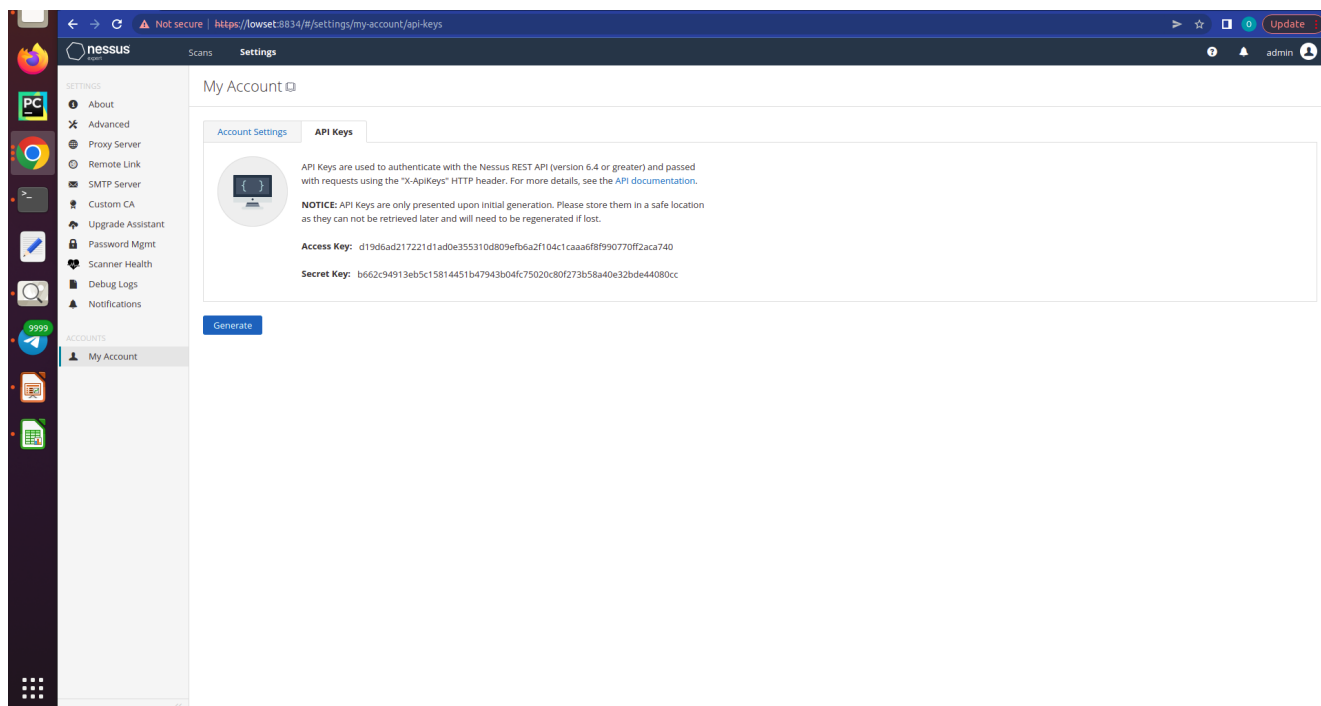 Not secure | https://lowset:8834/#/settings/my-account/api-keys
0
Update
nessus
expert
Scans
Settings
admin
SETTINGS
About
Advanced
Proxy Server
Remote Link
SMTP Server
Custom CA
Upgrade Assistant
Password Mgmt
Scanner Health
Debug Logs
Notifications
ACCOUNTS
My Account
My Account
Account Settings
API Keys
{ }
API Keys are used to authenticate with the Nessus REST API (version 6.4 or greater) and passed
with requests using the "X-ApiKeys" HTTP header. For more details, see the API documentation.
NOTICE: API Keys are only presented upon initial generation. Please store them in a safe location
as they can not be retrieved later and will need to be regenerated if lost.
Access Key: d19d6ad217221d1ad0e355310d809efb6a2f104c1caaa6f8f990770ff2aca740
Secret Key: b662c94913eb5c15814451b47943b04fc75020c80f273b58a40e32bde44080cc
Generate
PC
>_
9999